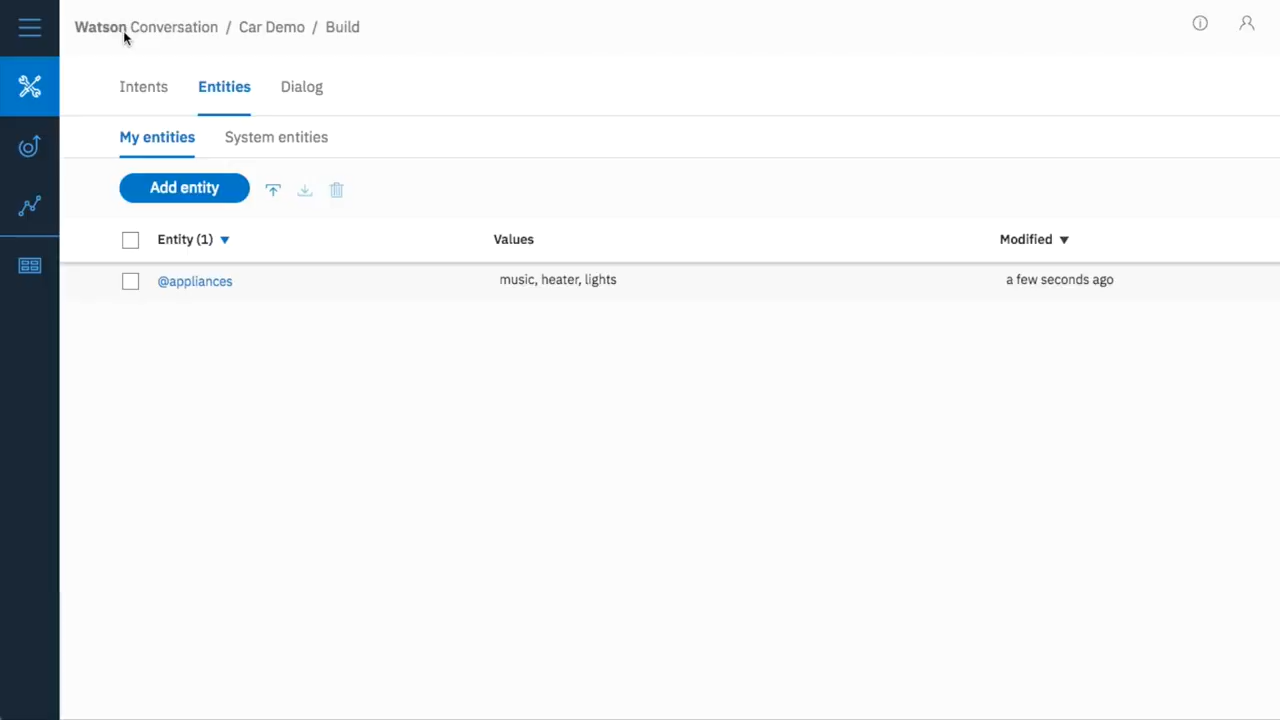 Watson Conversation / Car Demo / Build
Intents Entities Dialog
My entities System entities
Add entity
Entity (1) Values Modified
@appliances music, heater, lights a few seconds ago